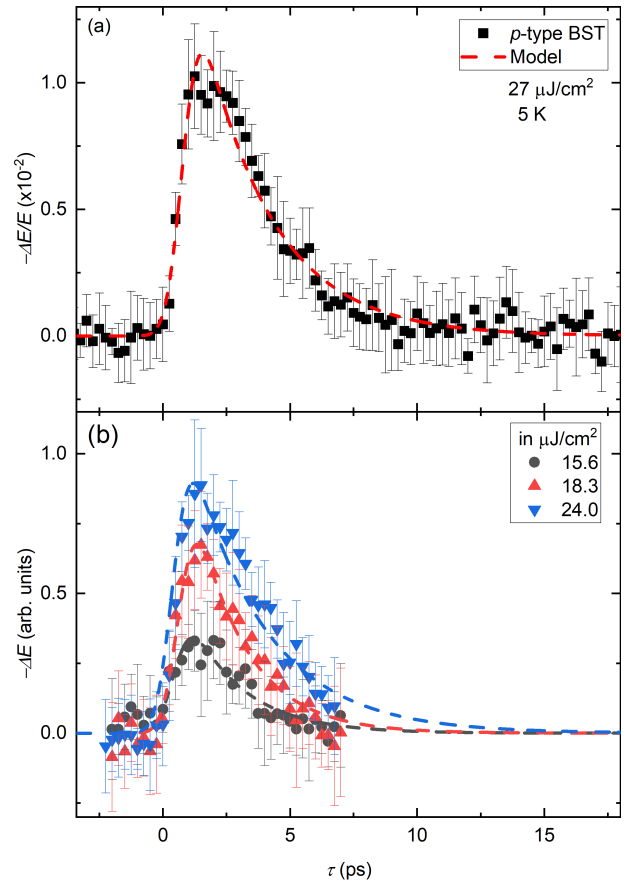 (a)
p-type BST
Model
27 μJ/cm²
5 K
1.0
0.5
0.0
-ΔE/E (x10⁻²)
(b)
in μJ/cm²
15.6
18.3
24.0
1.0
0.5
0.0
-ΔE (arb. units)
0 5 10 15
τ (ps)